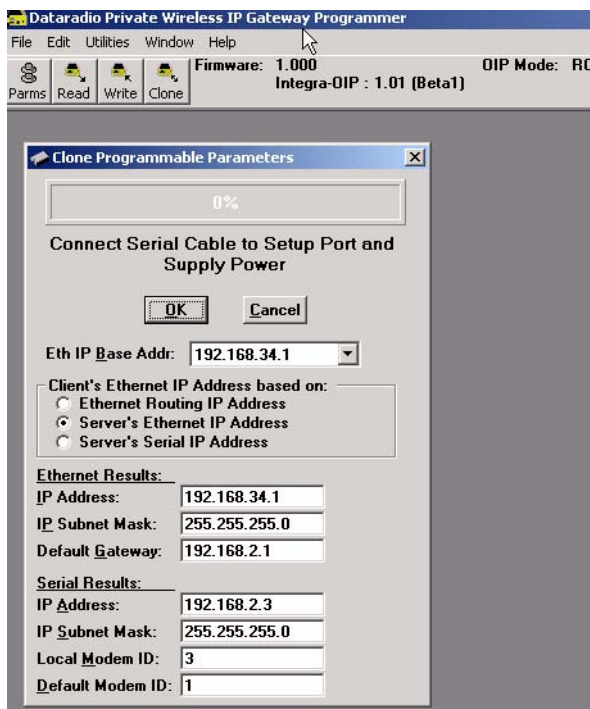 Dataradio Private Wireless IP Gateway Programmer
File Edit Utilities Window Help
Parms Read Write Clone
Firmware: 1.000
Integra-OIP : 1.01 (Beta1)
OIP Mode:
Clone Programmable Parameters
0%
Connect Serial Cable to Setup Port and
Supply Power
OK Cancel
Eth IP Base Addr: 192.168.34.1
Client's Ethernet IP Address based on:
Ethernet Routing IP Address
Server's Ethernet IP Address
Server's Serial IP Address
Ethernet Results:
IP Address: 192.168.34.1
IP Subnet Mask: 255.255.255.0
Default Gateway: 192.168.2.1
Serial Results:
IP Address: 192.168.2.3
IP Subnet Mask: 255.255.255.0
Local Modem ID: 3
Default Modem ID: 1